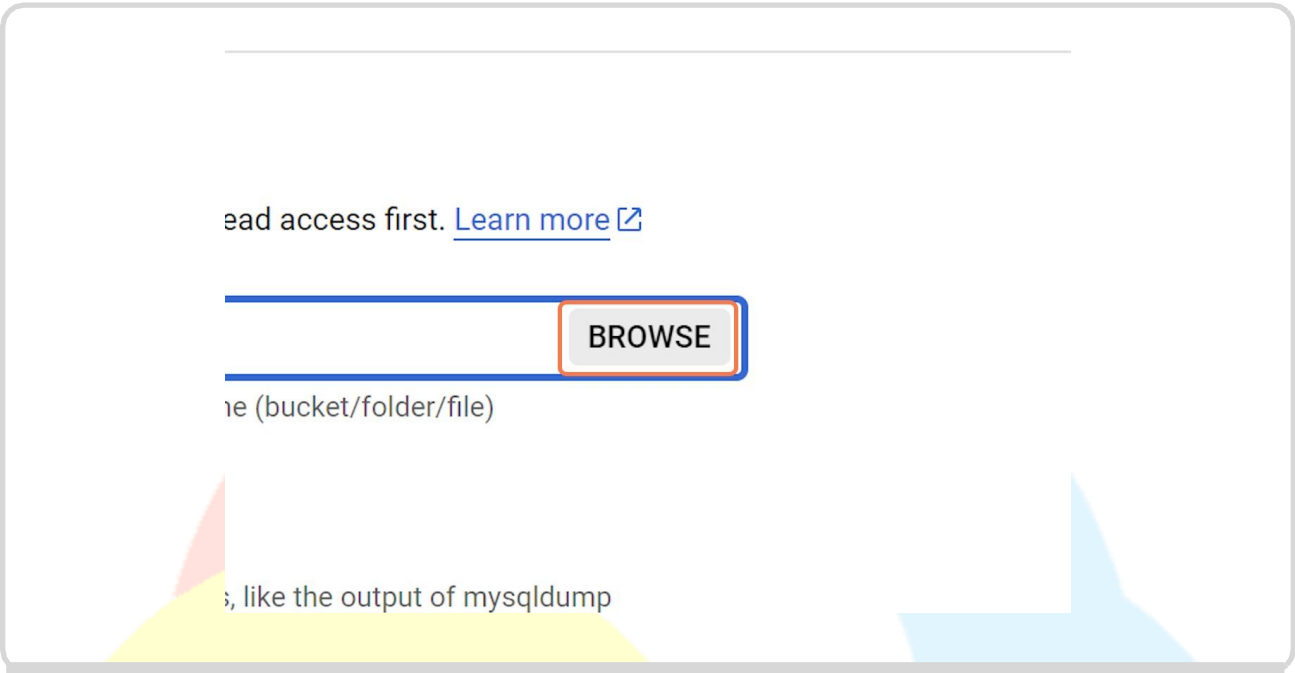 ead access first. Learn more
BROWSE
ne (bucket/folder/file)
s, like the output of mysqldump